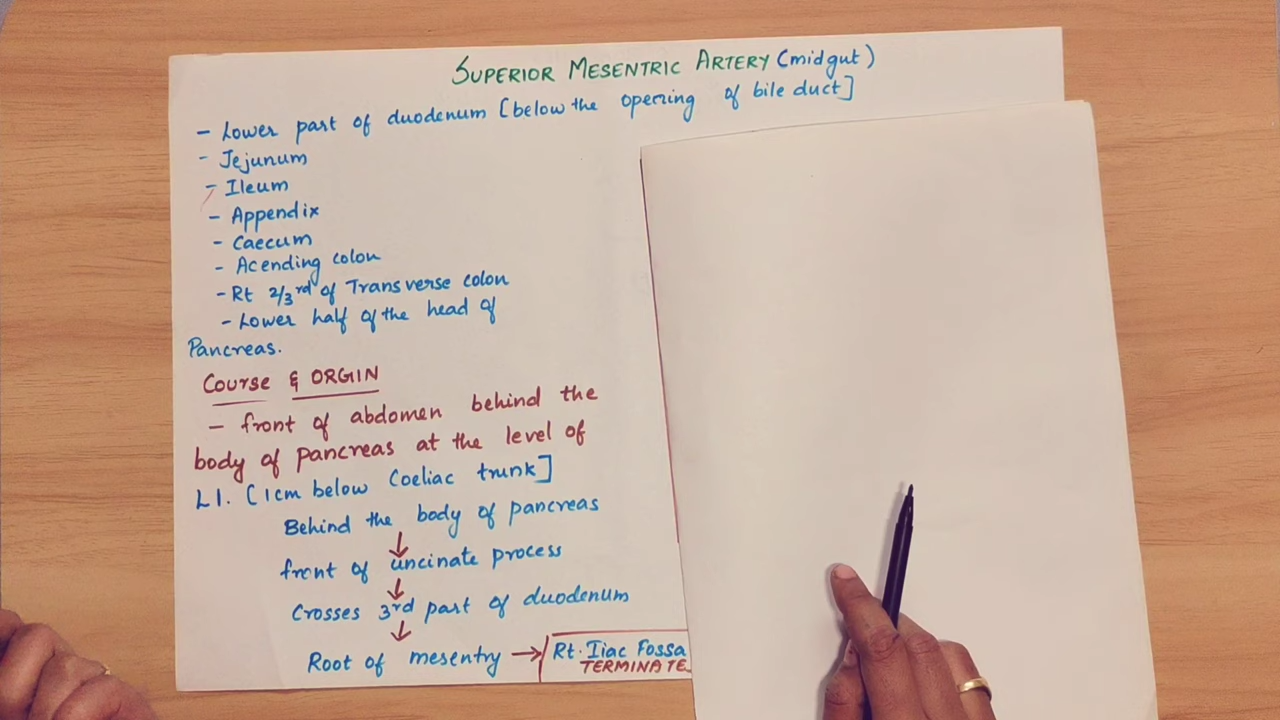 SUPERIOR MESENTRIC ARTERY (midgut)
- Lower part of duodenum [below the opening of bile duct]
- Jejunum
- Ileum
- Appendix
- Caecum
- Acending colon
- Rt 2/3rd of Transverse colon
- Lower half of the head of
Pancreas.
Course & ORGIN
- front of abdomen behind the
body of pancreas at the level of
L1. [1cm below Coeliac trunk]
Behind the body of pancreas
↓
front of uncinate process
↓
Crosses 3rd part of duodenum
↓
Root of mesentry → Rt. Iiac Fossa
TERMINATE